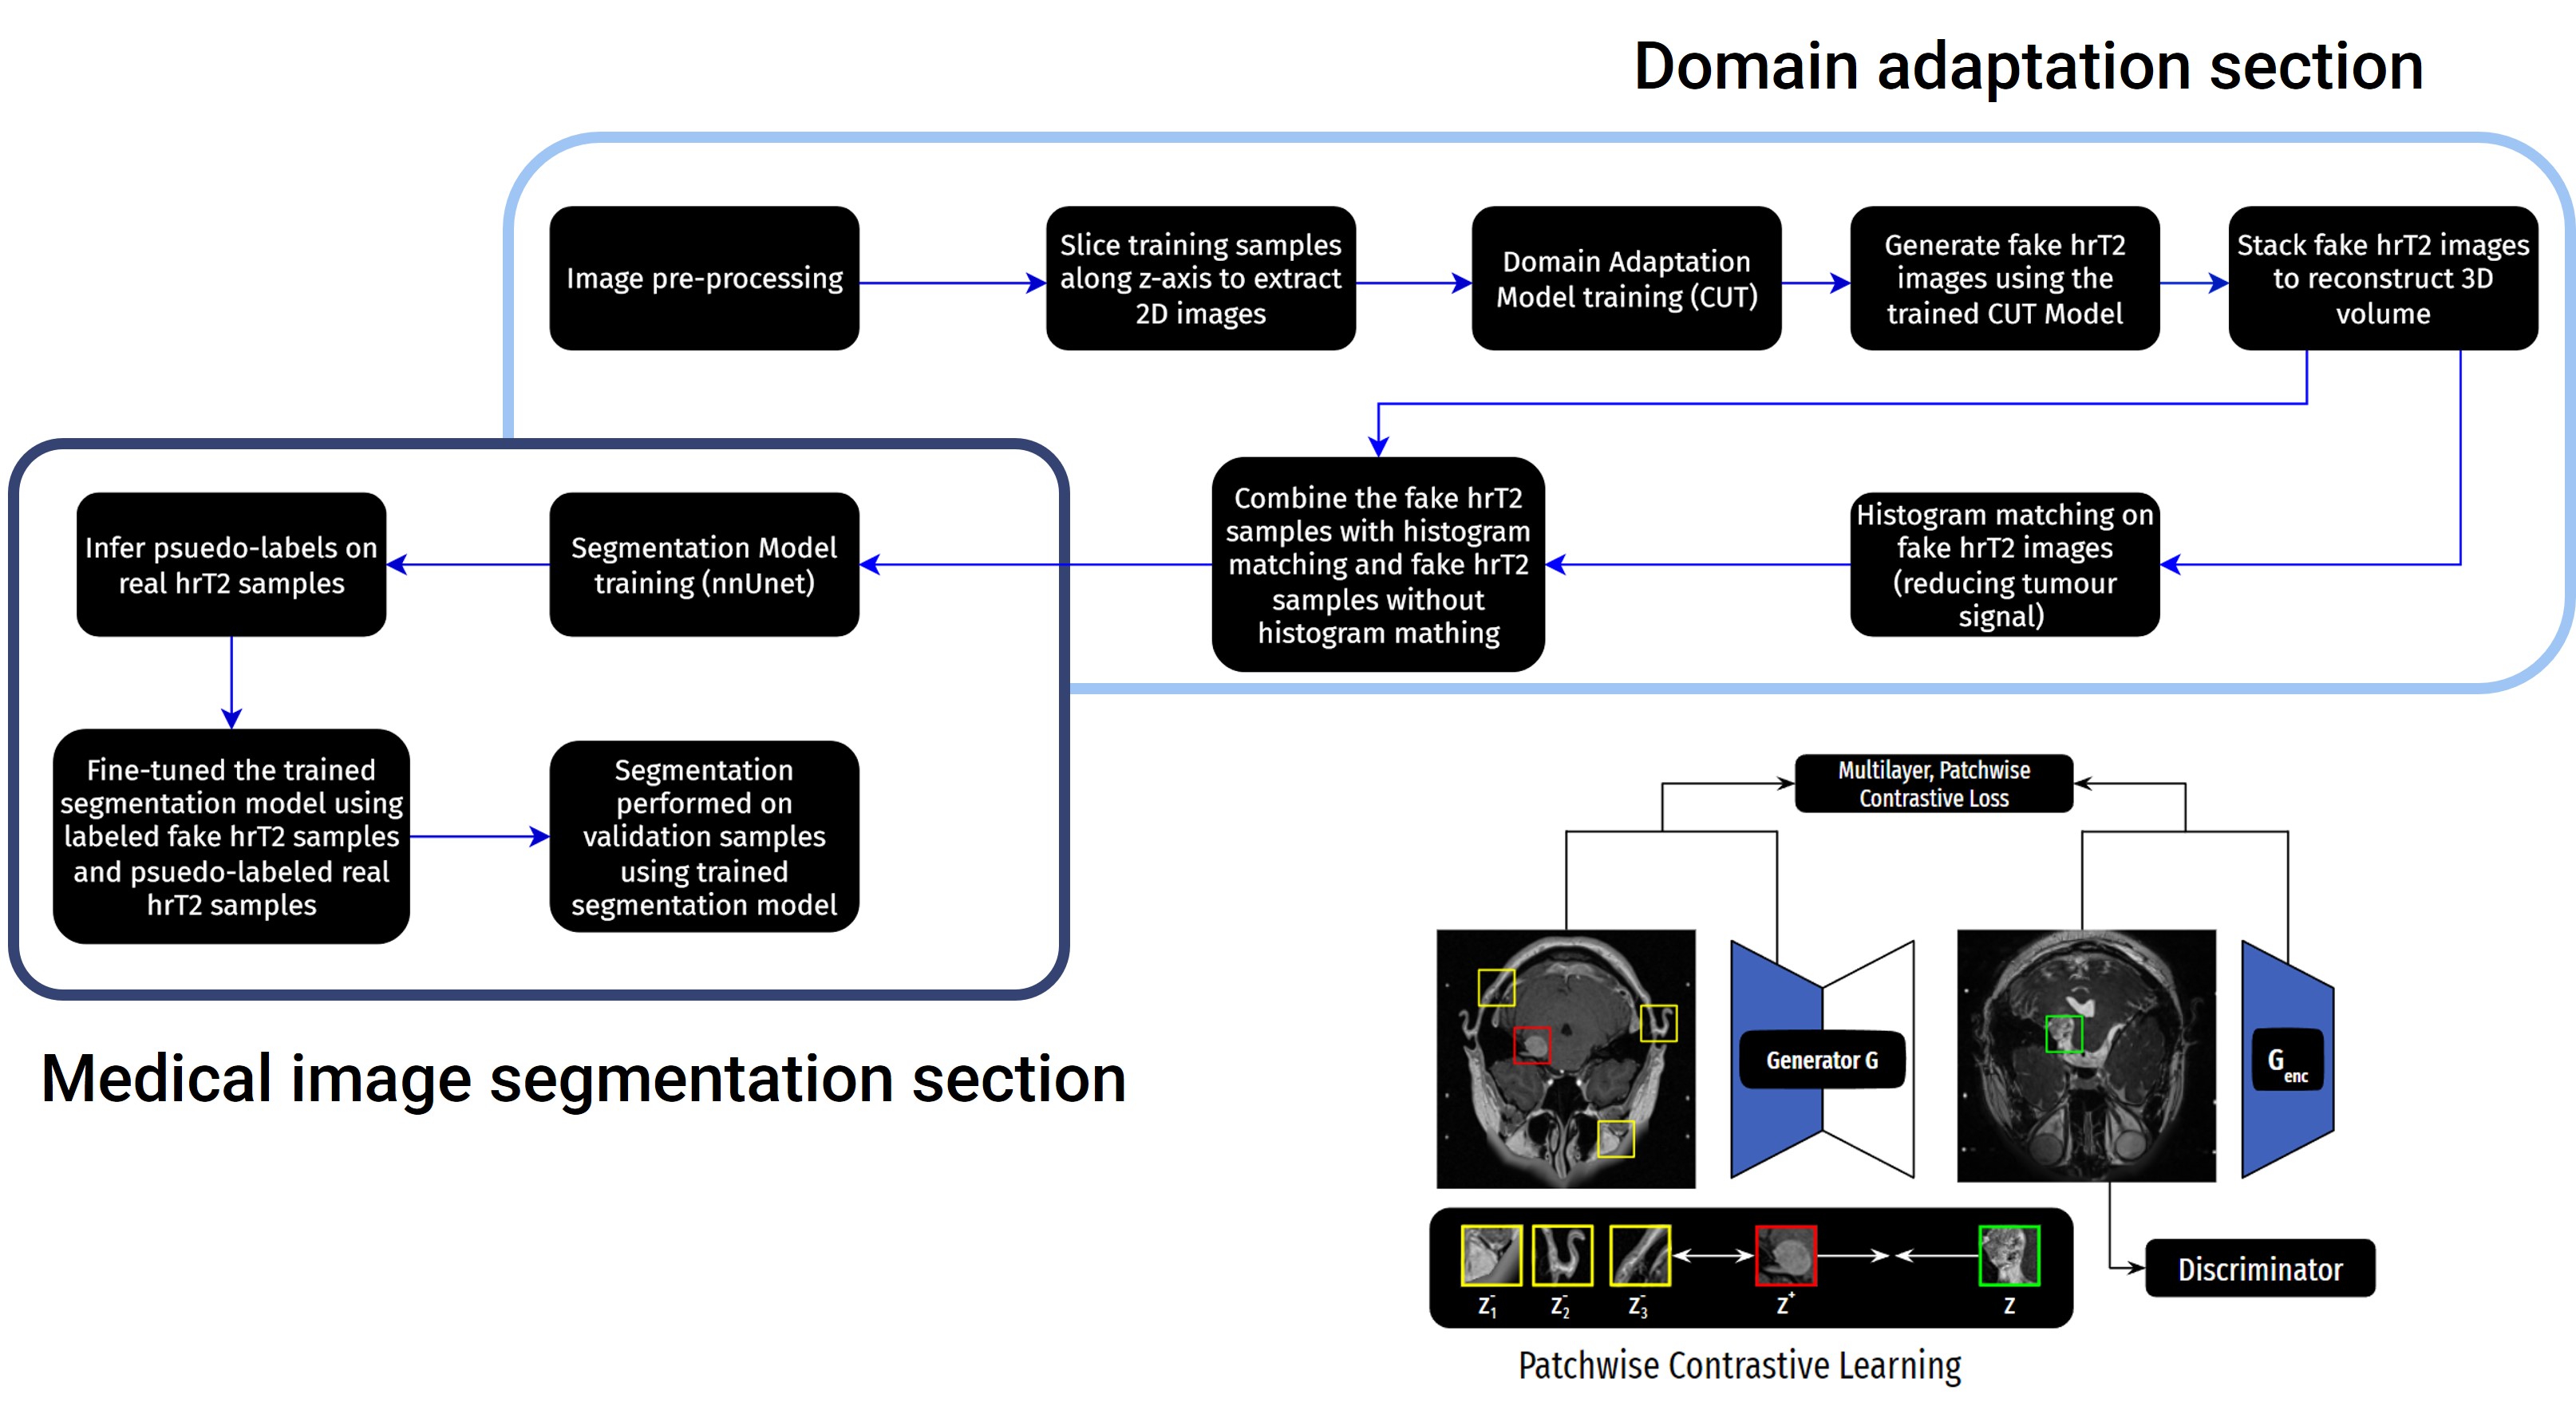 Domain adaptation section
Image pre-processing
Slice training samples
along z-axis to extract
2D images
Domain Adaptation
Model training (CUT)
Generate fake hrT2
images using the
trained CUT Model
Stack fake hrT2 images
to reconstruct 3D
volume
Histogram matching on
fake hrT2 images
(reducing tumour
signal)
Combine the fake hrT2
samples with histogram
matching and fake hrT2
samples without
histogram mathing
Segmentation Model
training (nnUnet)
Infer psuedo-labels on
real hrT2 samples
Fine-tuned the trained
segmentation model using
labeled fake hrT2 samples
and psuedo-labeled real
hrT2 samples
Segmentation
performed on
validation samples
using trained
segmentation model
Medical image segmentation section
Multilayer, Patchwise
Contrastive Loss
Generator G
G enc
z₁⁻ z₂⁻ z₃⁻ z⁺ z
Discriminator
Patchwise Contrastive Learning